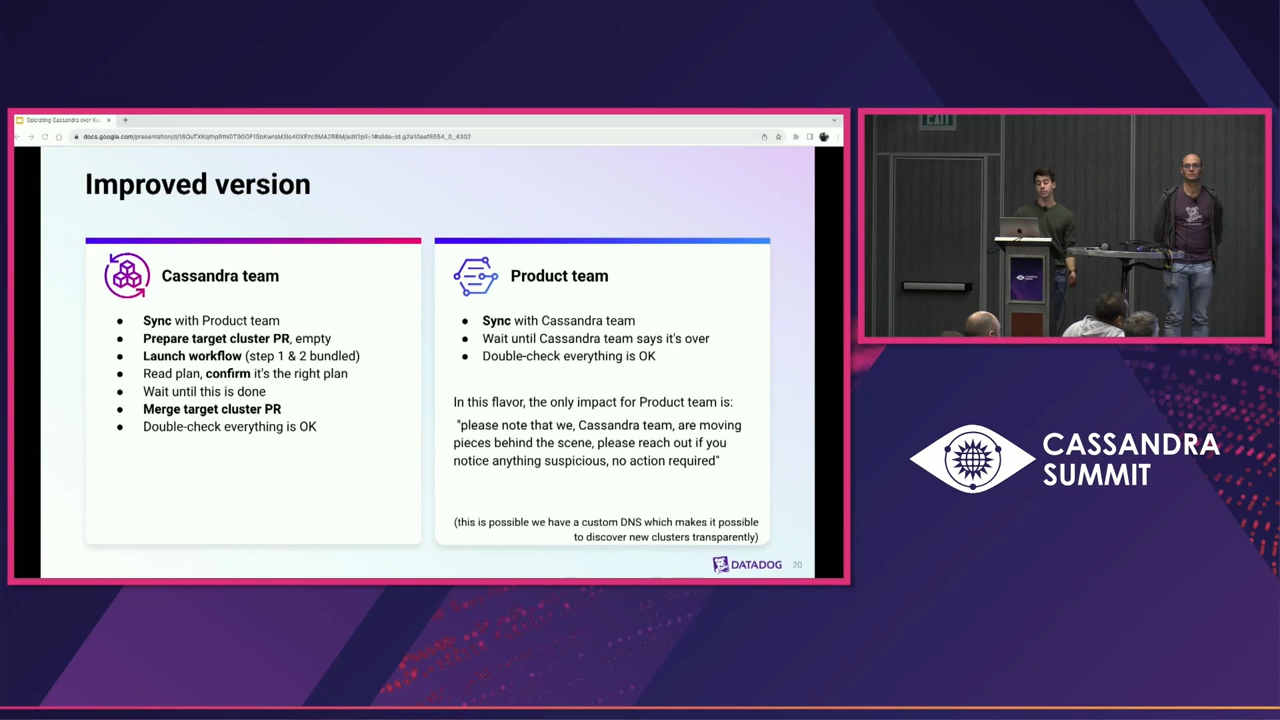 Operating Cassandra over Ku
Improved version
Cassandra team
● Sync with Product team
● Prepare target cluster PR, empty
● Launch workflow (step 1 & 2 bundled)
● Read plan, confirm it's the right plan
● Wait until this is done
● Merge target cluster PR
● Double-check everything is OK
Product team
● Sync with Cassandra team
● Wait until Cassandra team says it's over
● Double-check everything is OK
In this flavor, the only impact for Product team is:
"please note that we, Cassandra team, are moving
pieces behind the scene, please reach out if you
notice anything suspicious, no action required"
(this is possible we have a custom DNS which makes it possible
to discover new clusters transparently)
DATADOG 20
EXIT
CASSANDRA
SUMMIT